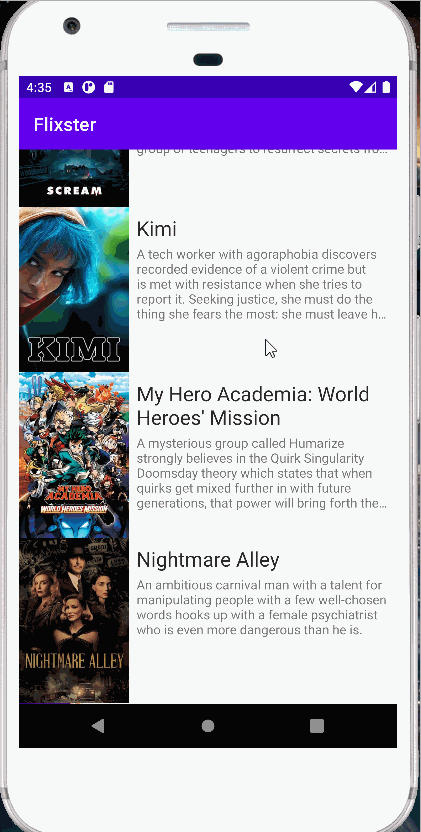 4:35
Flixster
group of teenagers to resurrect secrets fro...
SCREAM
Kimi
A tech worker with agoraphobia discovers
recorded evidence of a violent crime but
is met with resistance when she tries to
report it. Seeking justice, she must do the
thing she fears the most: she must leave h...
KIMI
My Hero Academia: World
Heroes' Mission
A mysterious group called Humarize
strongly believes in the Quirk Singularity
Doomsday theory which states that when
quirks get mixed further in with future
generations, that power will bring forth the...
MY HERO
ACADEMIA
WORLD HEROES MISSION
Nightmare Alley
An ambitious carnival man with a talent for
manipulating people with a few well-chosen
words hooks up with a female psychiatrist
who is even more dangerous than he is.
NIGHTMARE ALLEY